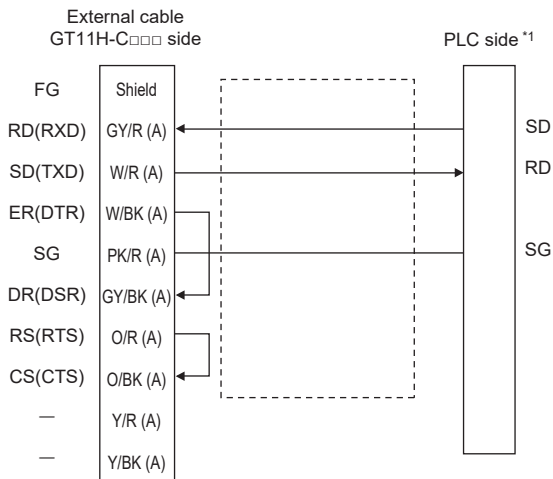 External cable
GT11H-C□□□ side
PLC side *1
FG Shield
RD(RXD) GY/R (A) SD
SD(TXD) W/R (A) RD
ER(DTR) W/BK (A)
SG PK/R (A) SG
DR(DSR) GY/BK (A)
RS(RTS) O/R (A)
CS(CTS) O/BK (A)
— Y/R (A)
— Y/BK (A)